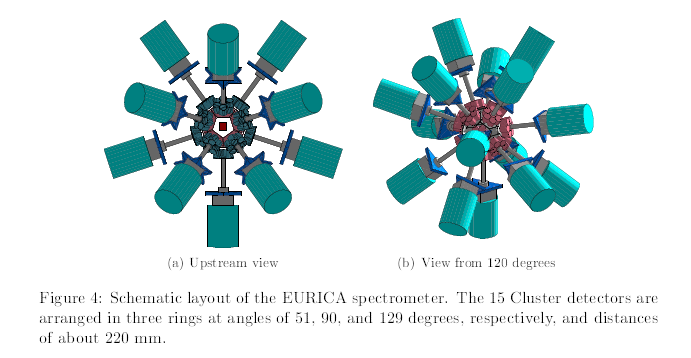 (a) Upstream view
(b) View from 120 degrees
Figure 4: Schematic layout of the EURICA spectrometer. The 15 Cluster detectors are
arranged in three rings at angles of 51, 90, and 129 degrees, respectively, and distances
of about 220 mm.